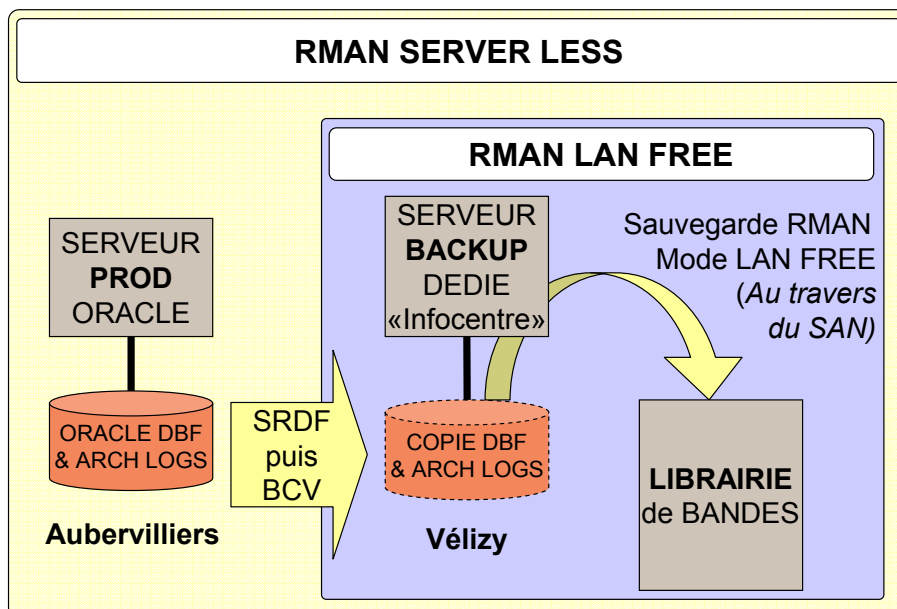 RMAN SERVER LESS
RMAN LAN FREE
SERVEUR
PROD
ORACLE
ORACLE DBF
& ARCH LOGS
Aubervilliers
SRDF
puis
BCV
SERVEUR
BACKUP
DEDIE
«Infocentre»
COPIE DBF
& ARCH LOGS
Vélizy
Sauvegarde RMAN
Mode LAN FREE
(Au travers
du SAN)
LIBRAIRIE
de BANDES